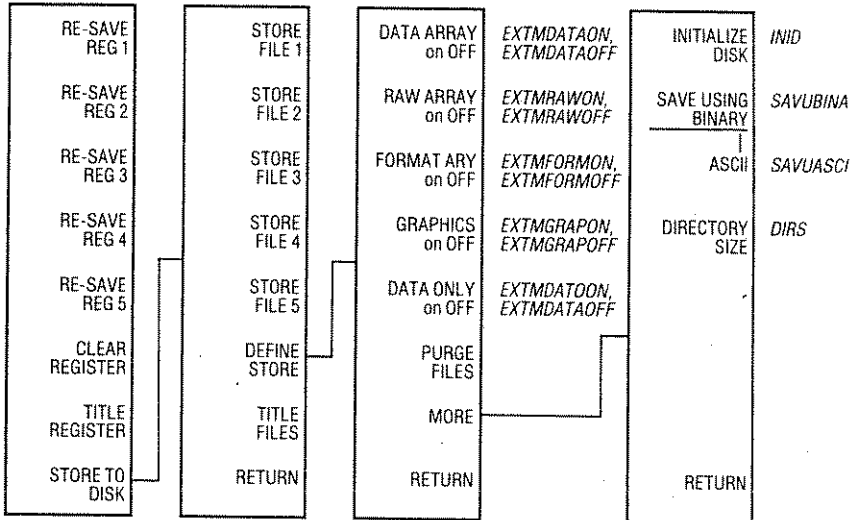 RE-SAVE
REG 1
RE-SAVE
REG 2
RE-SAVE
REG 3
RE-SAVE
REG 4
RE-SAVE
REG 5
CLEAR
REGISTER
TITLE
REGISTER
STORE TO
DISK
STORE
FILE 1
STORE
FILE 2
STORE
FILE 3
STORE
FILE 4
STORE
FILE 5
DEFINE
STORE
TITLE
FILES
RETURN
DATA ARRAY
on OFF
EXTMDATAON,
EXTMDATAOFF
RAW ARRAY
on OFF
EXTMRAWON,
EXTMRAWOFF
FORMAT ARY
on OFF
EXTMFORMON,
EXTMFORMOFF
GRAPHICS
on OFF
EXTMGRAPON,
EXTMGRAPOFF
DATA ONLY
on OFF
EXTMDATOON,
EXTMDATAOFF
PURGE
FILES
MORE
RETURN
INITIALIZE
DISK
INID
SAVE USING
BINARY
SAVUBINA
ASCII
SAVUASCI
DIRECTORY
SIZE
DIRS
RETURN